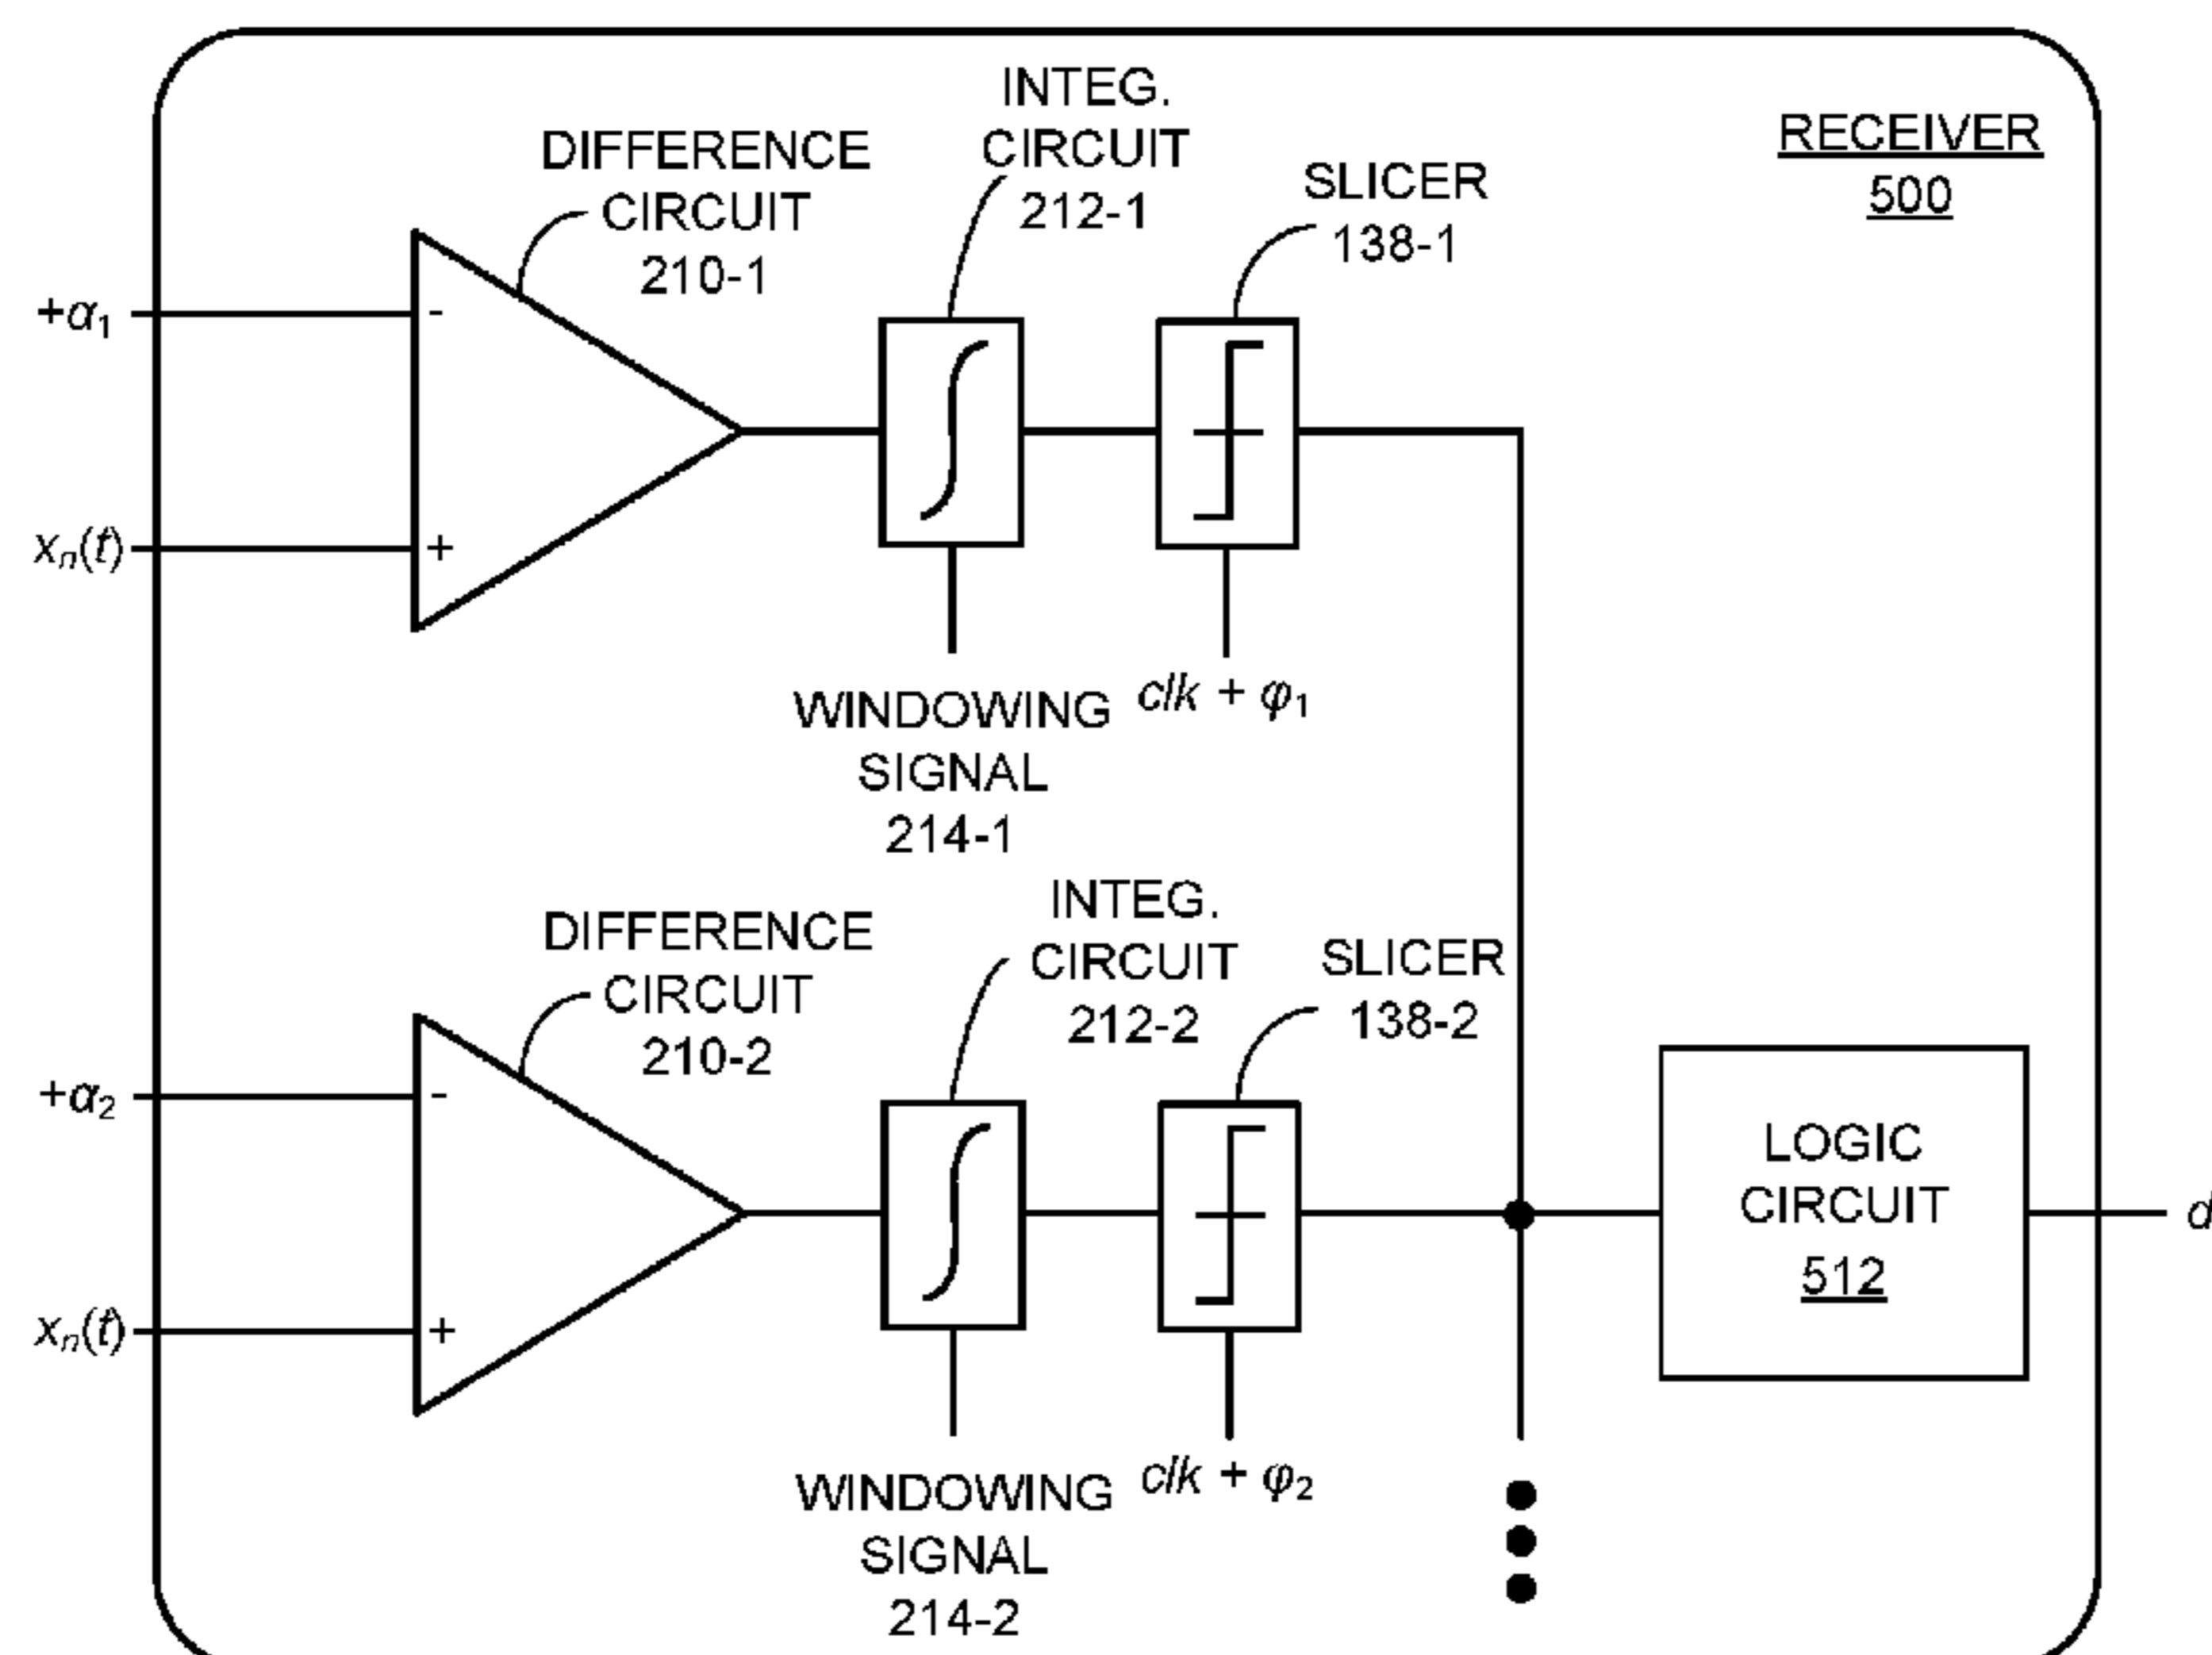 INTEG.
CIRCUIT
212-1
DIFFERENCE
CIRCUIT
210-1
SLICER
138-1
RECEIVER
500
+α₁
-
xₙ(t)
+
WINDOWING
SIGNAL
214-1
clk + φ₁
INTEG.
CIRCUIT
212-2
DIFFERENCE
CIRCUIT
210-2
SLICER
138-2
+α₂
-
xₙ(t)
+
LOGIC
CIRCUIT
512
d
WINDOWING
SIGNAL
214-2
clk + φ₂